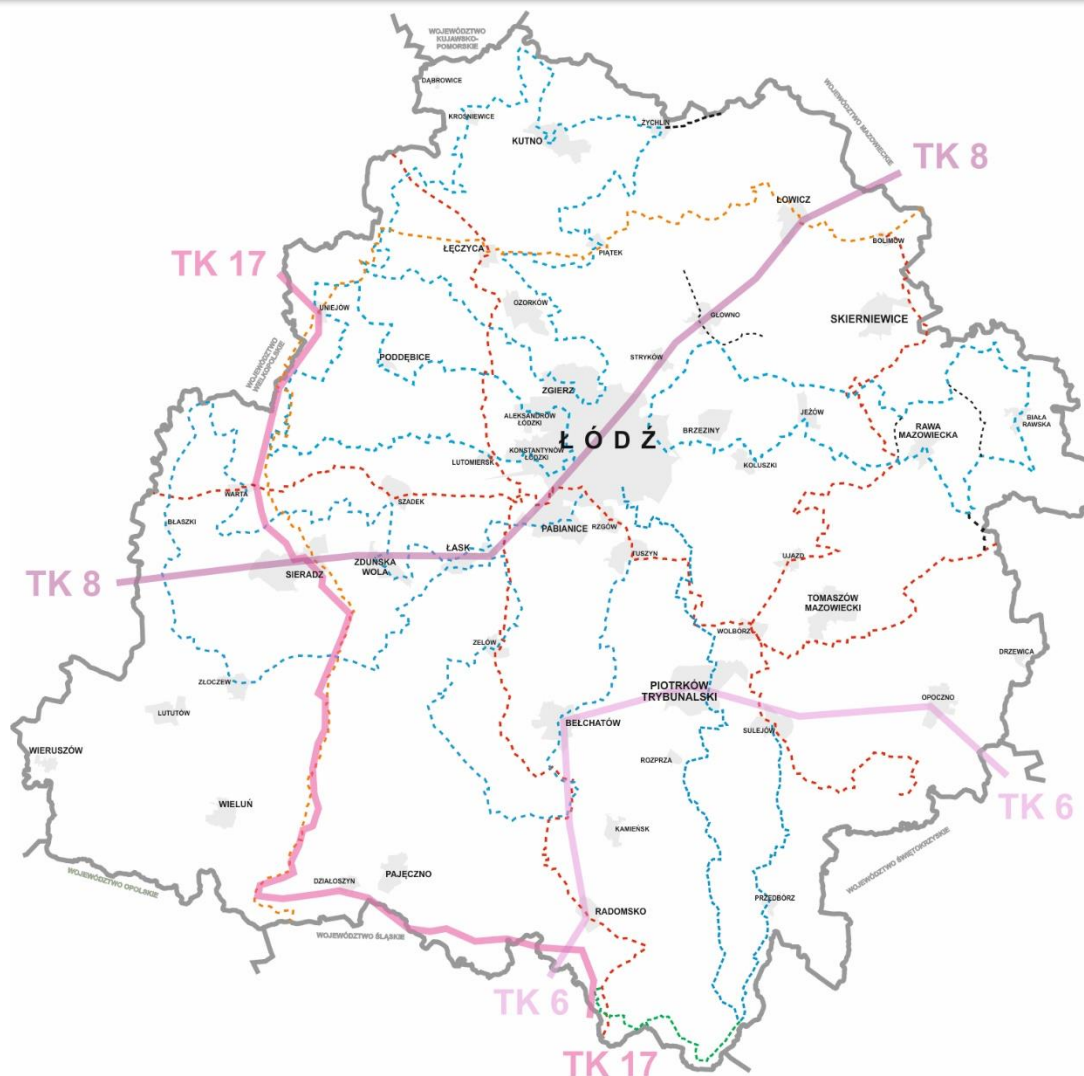 WOJEWÓDZTWO
KUJAWSKO-
POMORSKIE
DĄBROWICE
WOJEWÓDZTWO MAZOWIECKIE
KROŚNIEWICE
KUTNO
ŻYCHLIN
TK 8
ŁOWICZ
BOLIMÓW
ŁĘCZYCA
PIĄTEK
TK 17
UNIEJÓW
OZORKÓW
GŁOWNO
SKIERNIEWICE
WOJEWÓDZTWO
WIELKOPOLSKIE
PODDĘBICE
STRYKÓW
ZGIERZ
ALEKSANDRÓW
ŁÓDZKI
JEŻÓW
BIAŁA
RAWSKA
BRZEZINY
RAWA
MAZOWIECKA
ŁÓDŹ
KONSTANTYNÓW
ŁÓDZKI
LUTOMIERSK
KOLUSZKI
WARTA
SZADEK
BŁASZKI
PABIANICE
RZGÓW
ŁASK
TUSZYN
UJAZD
ZDUŃSKA
WOLA
SIERADZ
TK 8
TOMASZÓW
MAZOWIECKI
WOLBÓRZ
ZELÓW
DRZEWICA
ZŁOCZEW
PIOTRKÓW
TRYBUNALSKI
OPOCZNO
LUTUTÓW
BEŁCHATÓW
SULEJÓW
WIERUSZÓW
ROZPRZA
WIELUŃ
TK 6
KAMIEŃSK
WOJEWÓDZTWO ŚWIĘTOKRZYSKIE
WOJEWÓDZTWO OPOLSKIE
DZIAŁOSZYN
PAJĘCZNO
PRZEDBÓRZ
RADOMSKO
WOJEWÓDZTWO ŚLĄSKIE
TK 6
TK 17